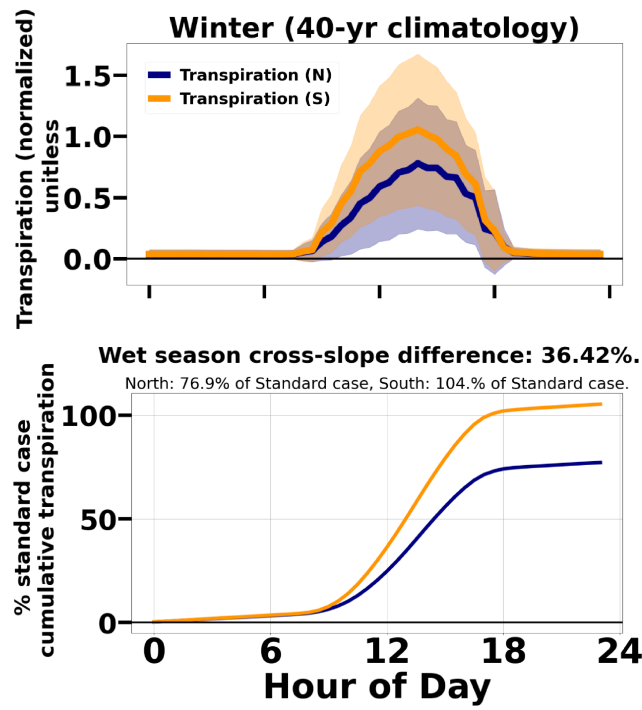 Winter (40-yr climatology)
Transpiration (normalized)
unitless
1.5
1.0
0.5
0.0
Transpiration (N)
Transpiration (S)
Wet season cross-slope difference: 36.42%.
North: 76.9% of Standard case, South: 104.% of Standard case.
% standard case
cumulative transpiration
100
50
0
0 6 12 18 24
Hour of Day